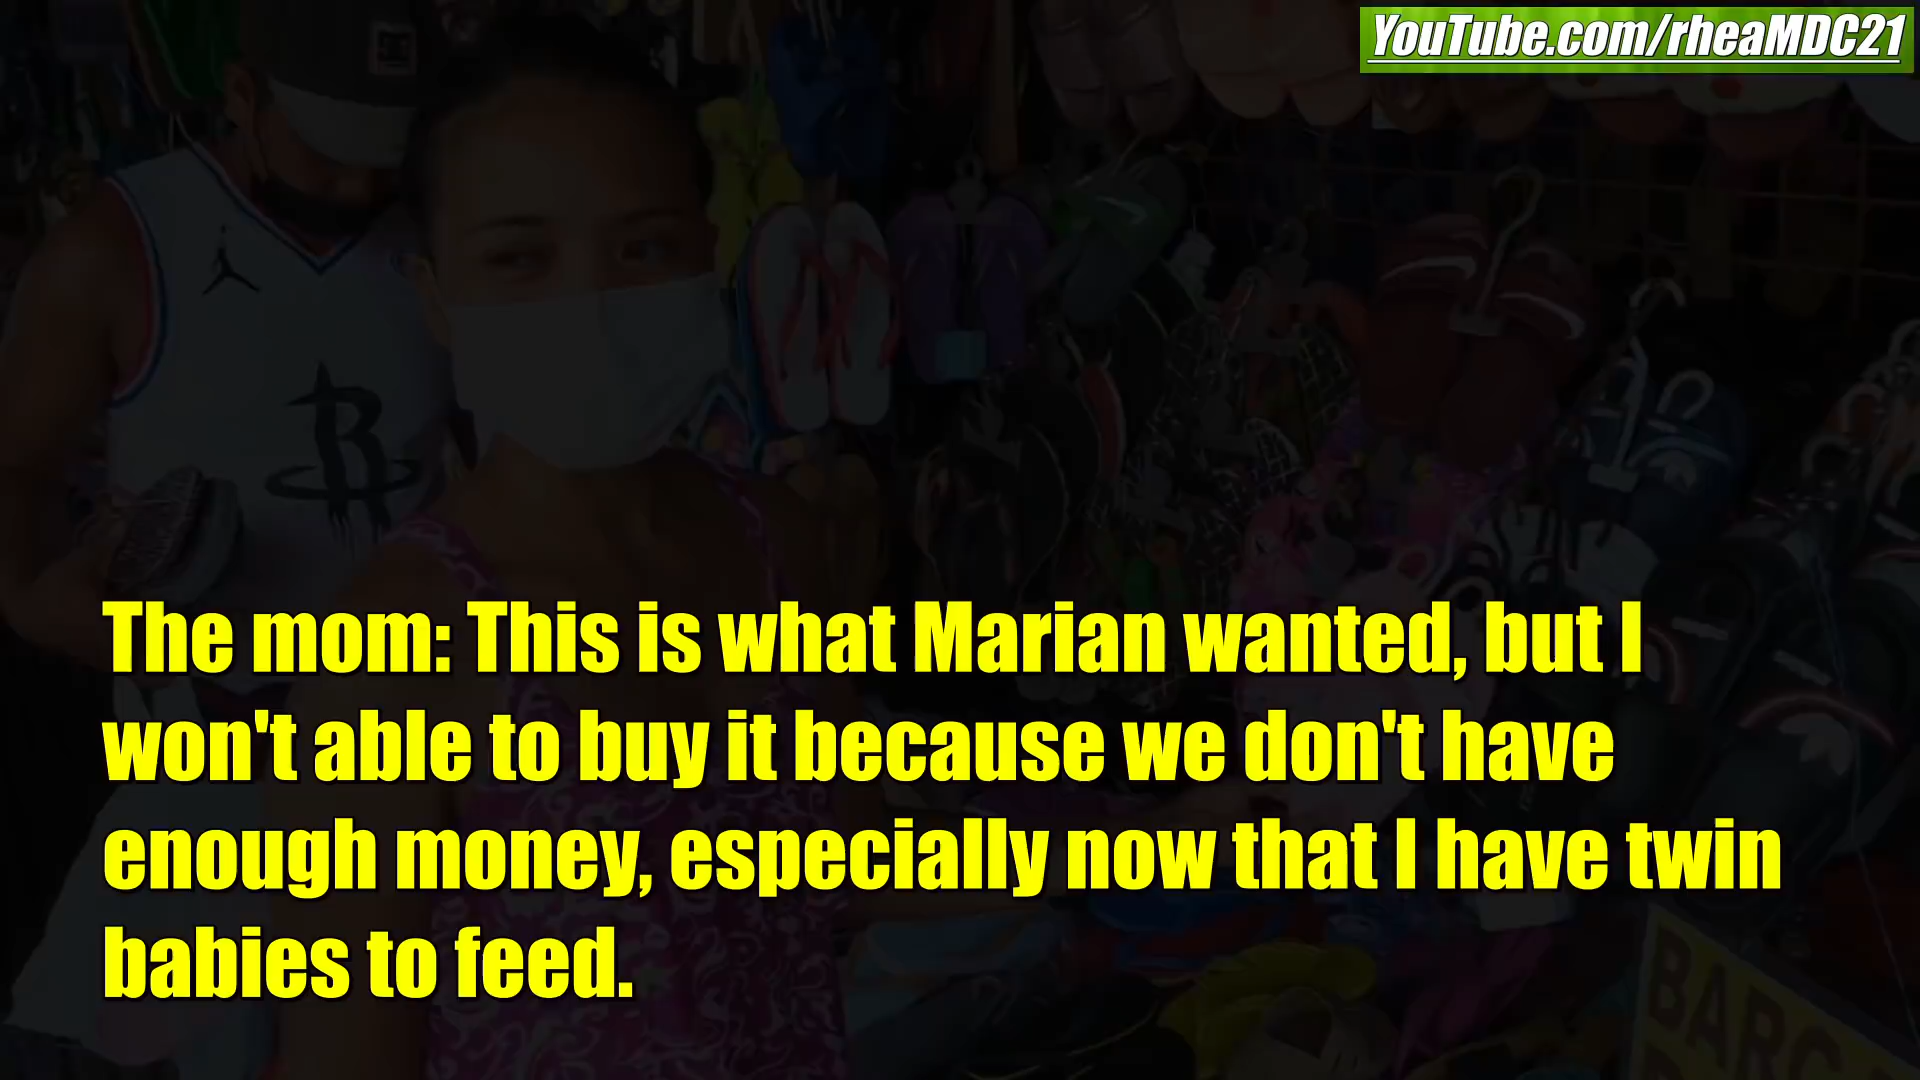 YouTube.com/rheaMDC21
The mom: This is what Marian wanted, but I
won't able to buy it because we don't have
enough money, especially now that I have twin
babies to feed.
BARG